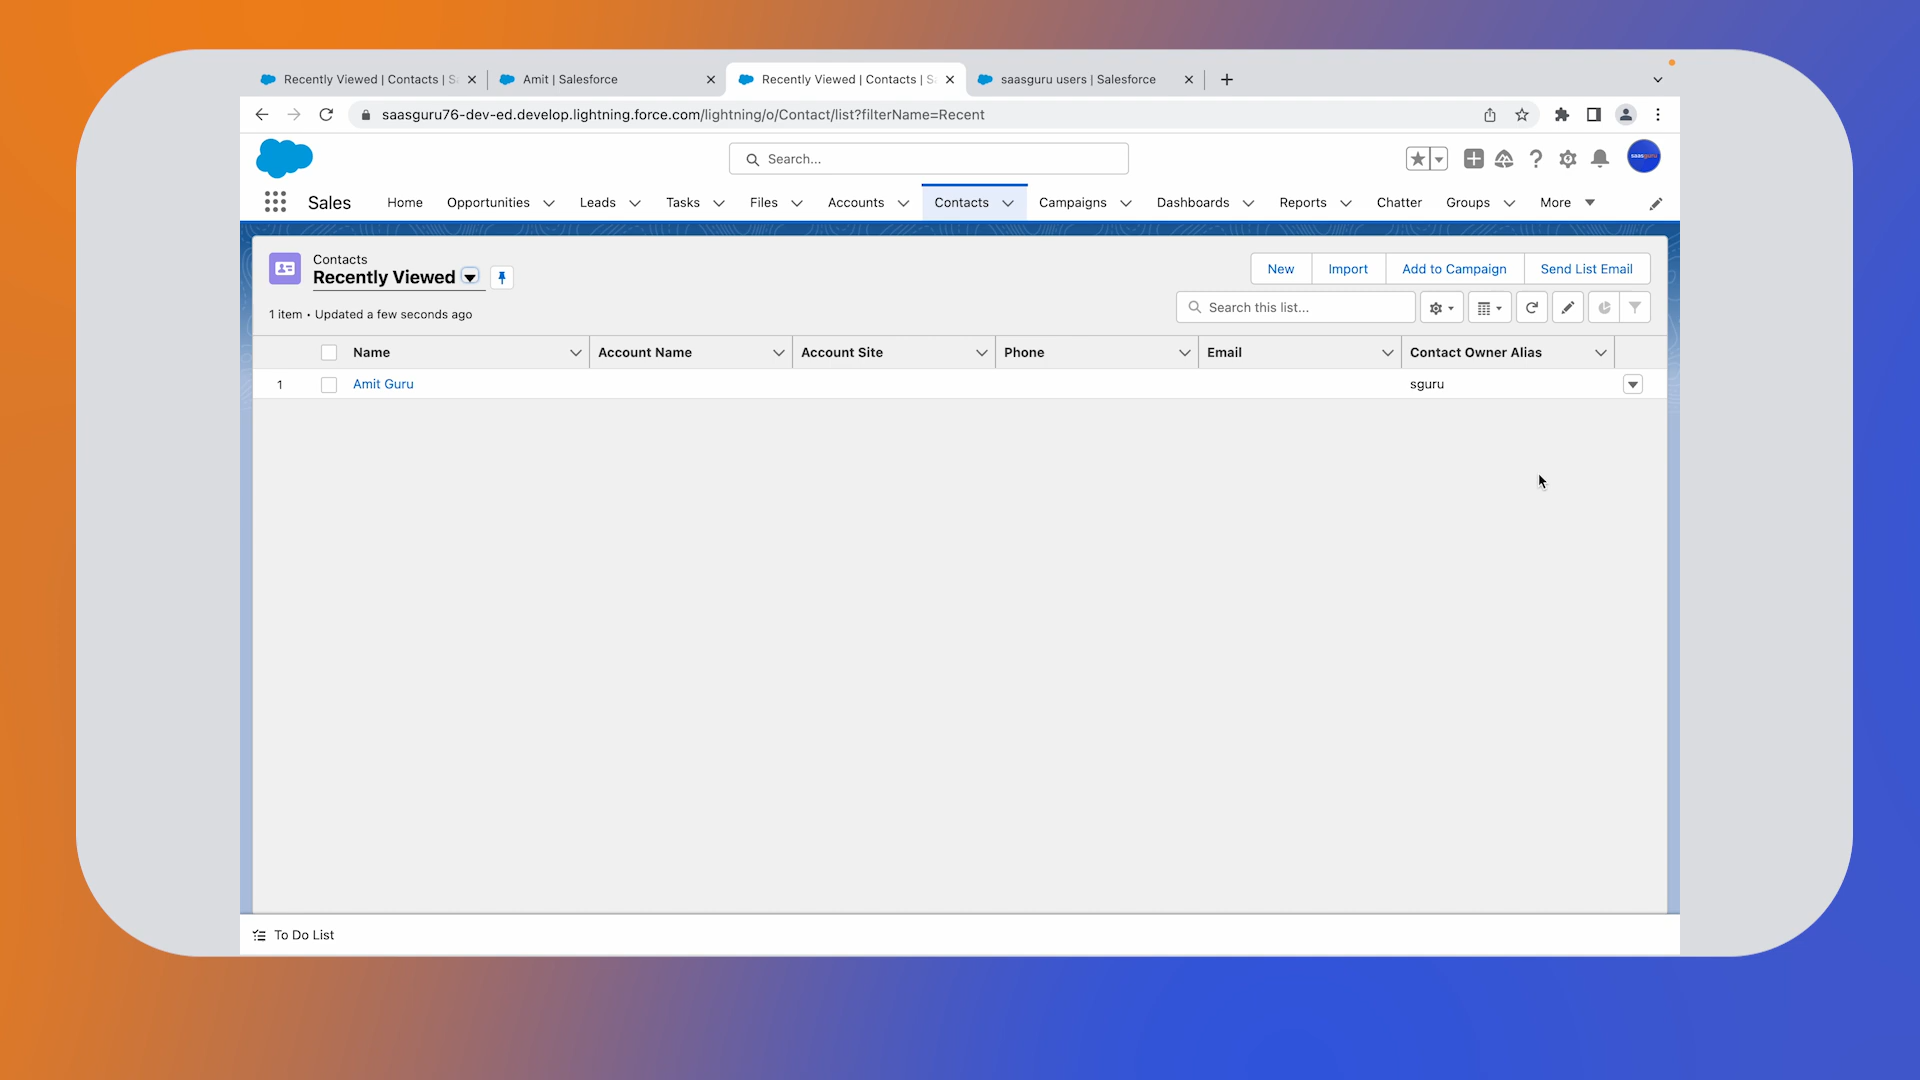 Recently Viewed | Contacts | S
Amit | Salesforce
Recently Viewed | Contacts | S
saasguru users | Salesforce
saasguru76-dev-ed.develop.lightning.force.com/lightning/o/Contact/list?filterName=Recent
Search...
saasguru
Sales
Home
Opportunities
Leads
Tasks
Files
Accounts
Contacts
Campaigns
Dashboards
Reports
Chatter
Groups
More
Contacts
Recently Viewed
New
Import
Add to Campaign
Send List Email
1 item • Updated a few seconds ago
Search this list...
Name
Account Name
Account Site
Phone
Email
Contact Owner Alias
1
Amit Guru
sguru
To Do List